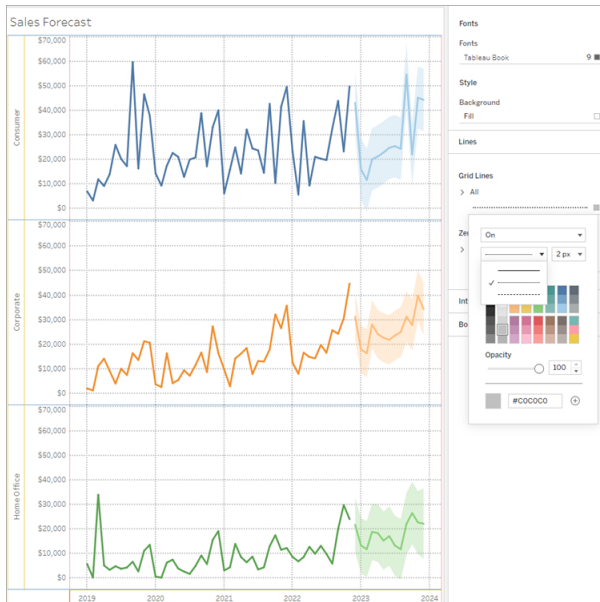 Sales Forecast
Consumer
$70,000
$60,000
$50,000
$40,000
$30,000
$20,000
$10,000
$0
Corporate
$70,000
$60,000
$50,000
$40,000
$30,000
$20,000
$10,000
$0
Home Office
$70,000
$60,000
$50,000
$40,000
$30,000
$20,000
$10,000
$0
2019 2020 2021 2022 2023 2024
Fonts
Fonts
Tableau Book 9
Style
Background
Fill
Lines
Grid Lines
All
On
2 px
Opacity
100
#C0C0C0